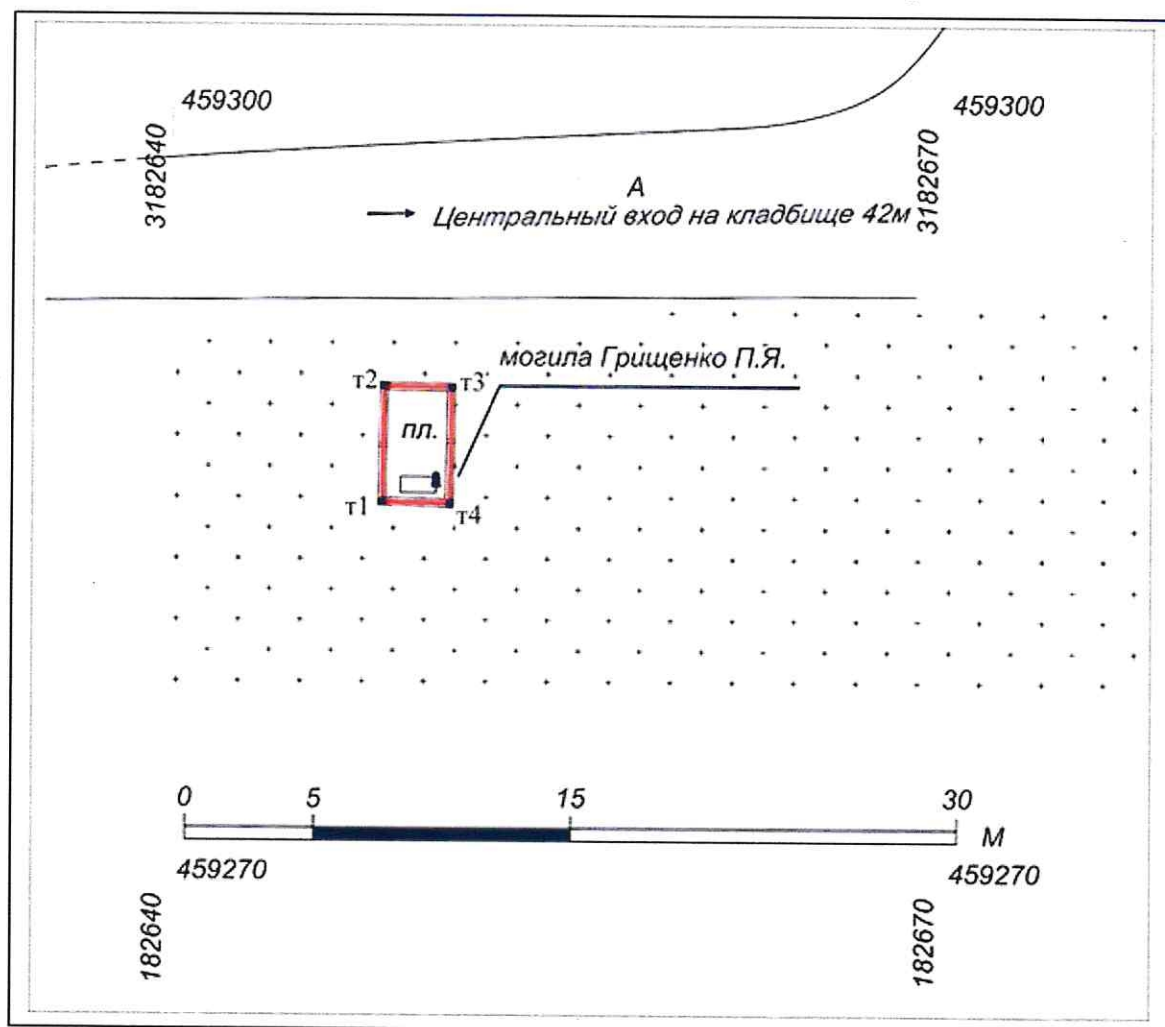 459300
459300
3182640
3182670
А
Центральный вход на кладбище 42м
могила Грищенко П.Я.
т2
т3
пл.
т1
т4
0 5 15 30
М
459270
459270
182640
182670